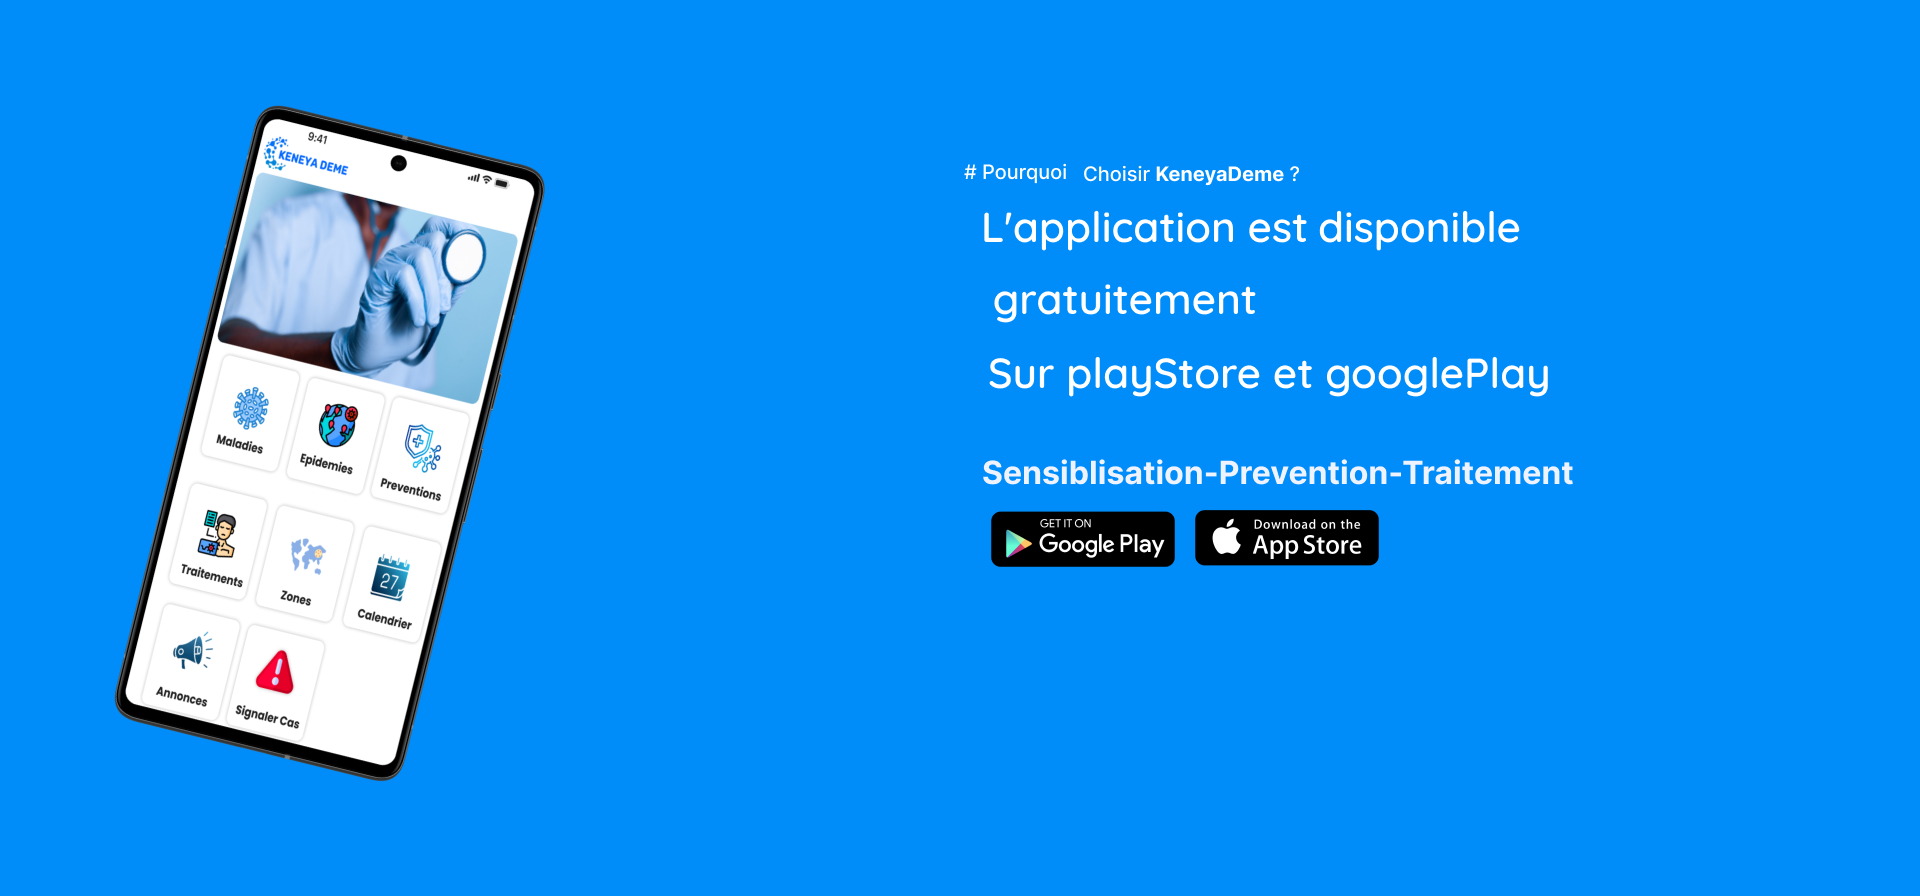 9:41
KENEYA DEME
Maladies
Epidemies
Preventions
Traitements
Zones
27
Calendrier
Annonces
Signaler Cas
# Pourquoi Choisir KeneyaDeme ?
L'application est disponible
gratuitement
Sur playStore et googlePlay
Sensiblisation-Prevention-Traitement
GET IT ON
Google Play
Download on the
App Store